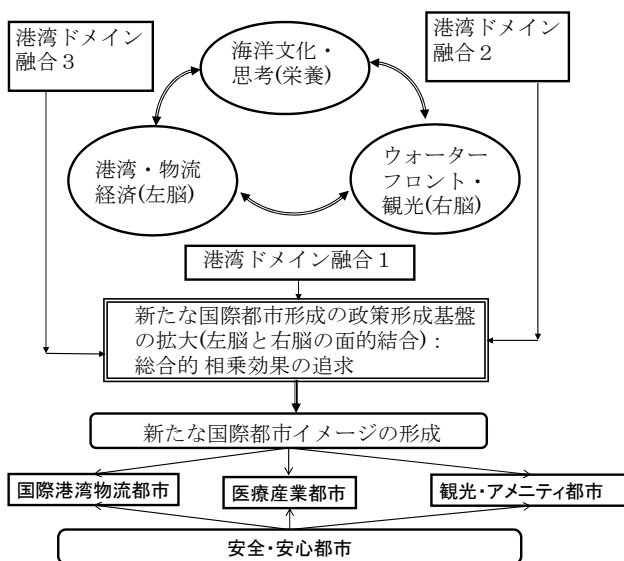 港湾ドメイン
融合３
海洋文化・
思考(栄養)
港湾ドメイン
融合２
港湾・物流
経済(左脳)
ウォーター
フロント・
観光(右脳)
港湾ドメイン融合１
新たな国際都市形成の政策形成基盤
の拡大(左脳と右脳の面的結合)：
総合的 相乗効果の追求
新たな国際都市イメージの形成
国際港湾物流都市
医療産業都市
観光・アメニティ都市
安全・安心都市